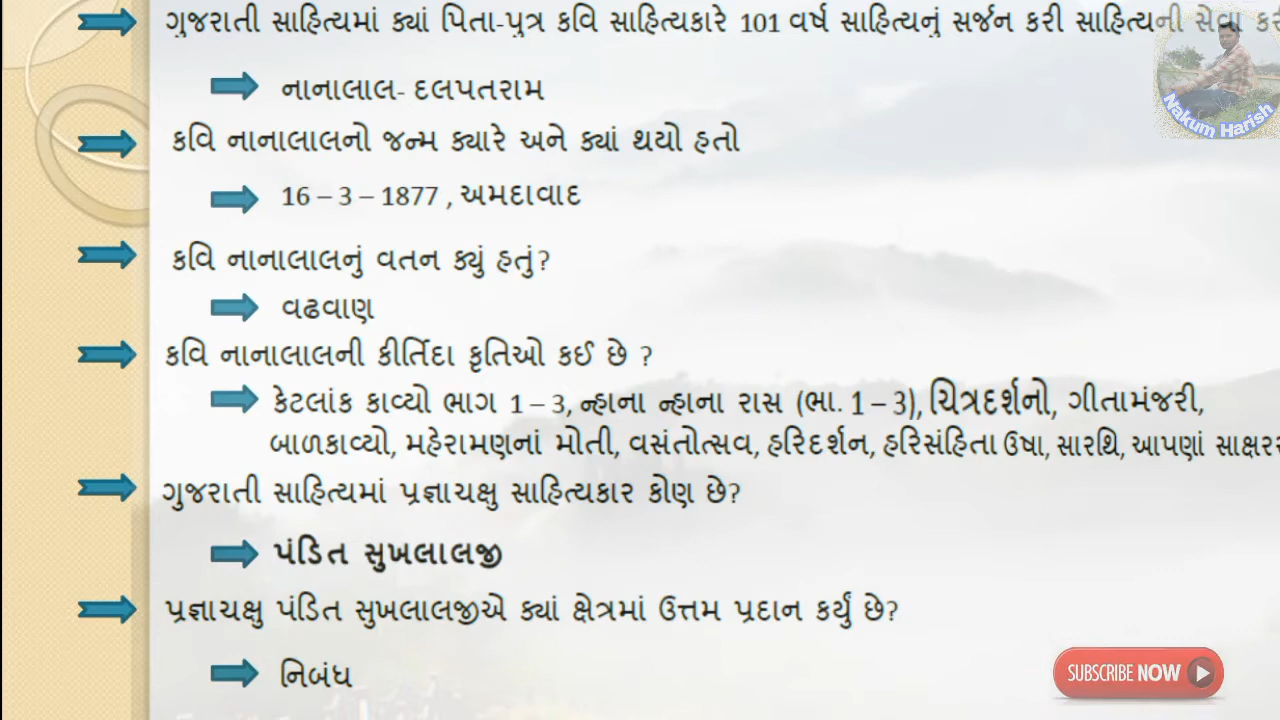 ગુજરાતી સાહિત્યમાં ક્યાં પિતા-પુત્ર કવિ સાહિત્યકારે 101 વર્ષ સાહિત્યનું સર્જન કરી સાહિત્યની સેવા
નાનાલાલ- દલપતરામ
Nakum Harish
કવિ નાનાલાલનો જન્મ ક્યારે અને ક્યાં થયો હતો
16 – 3 – 1877 , અમદાવાદ
કવિ નાનાલાલનું વતન ક્યું હતું?
વઢવાણ
કવિ નાનાલાલની કીર્તિદા કૃતિઓ કઈ છે ?
કેટલાંક કાવ્યો ભાગ 1 – 3, ન્હાના ન્હાના રાસ (ભા. 1 – 3), ચિત્રદર્શનો, ગીતામંજરી,
બાળકાવ્યો, મહેરામણનાં મોતી, વસંતોત્સવ, હરિદર્શન, હરિસંહિતા ઉષા, સારથિ, આપણાં
ગુજરાતી સાહિત્યમાં પ્રજ્ઞાચક્ષુ સાહિત્યકાર કોણ છે?
પંડિત સુખલાલજી
પ્રજ્ઞાચક્ષુ પંડિત સુખલાલજીએ ક્યાં ક્ષેત્રમાં ઉત્તમ પ્રદાન કર્યું છે?
નિબંધ
SUBSCRIBE NOW